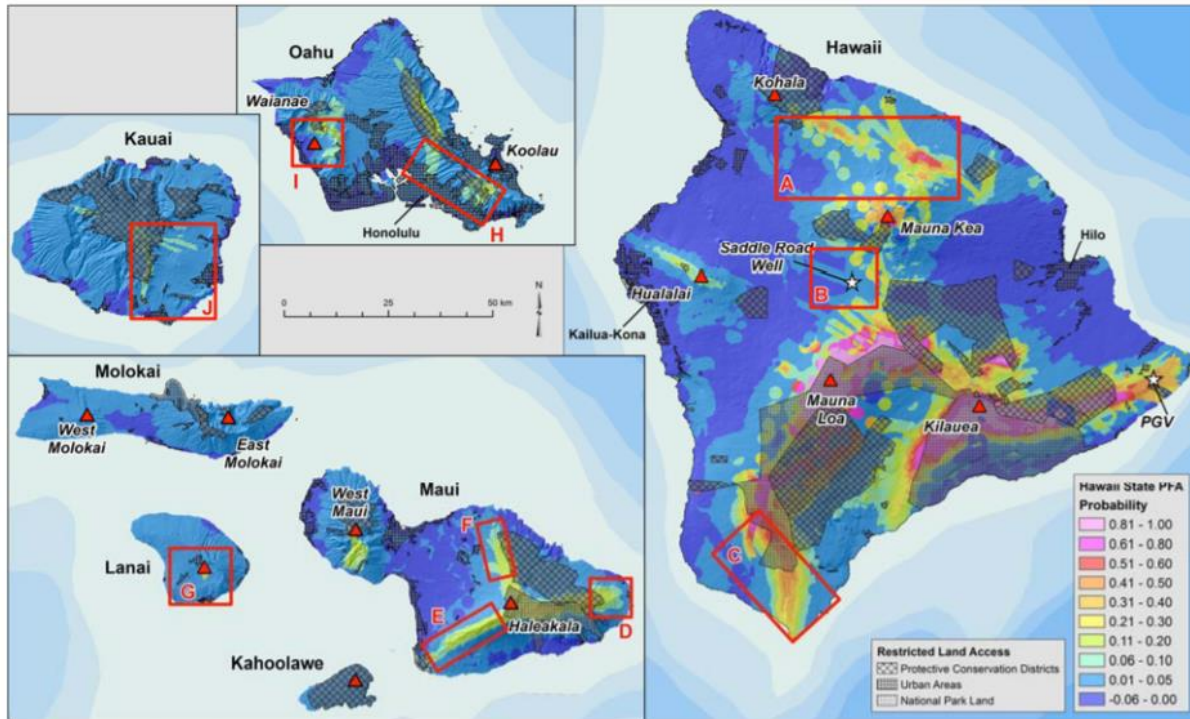 Oahu
Waianae
I
Koolau
Honolulu
H
Kauai
J
0
25
50 km
N
Hawaii
Kohala
A
Mauna Kea
Saddle Road
Well
B
Hilo
Hualalai
Kailua-Kona
Mauna
Loa
Kilauea
PGV
C
Molokai
West
Molokai
East
Molokai
Maui
West
Maui
F
Lanai
G
E
D
Haleakala
Kahoolawe
Hawaii State PFA
Probability
0.81 - 1.00
0.61 - 0.80
0.51 - 0.60
0.41 - 0.50
0.31 - 0.40
0.21 - 0.30
0.11 - 0.20
0.06 - 0.10
0.01 - 0.05
-0.06 - 0.00
Restricted Land Access
Protective Conservation Districts
Urban Areas
National Park Land